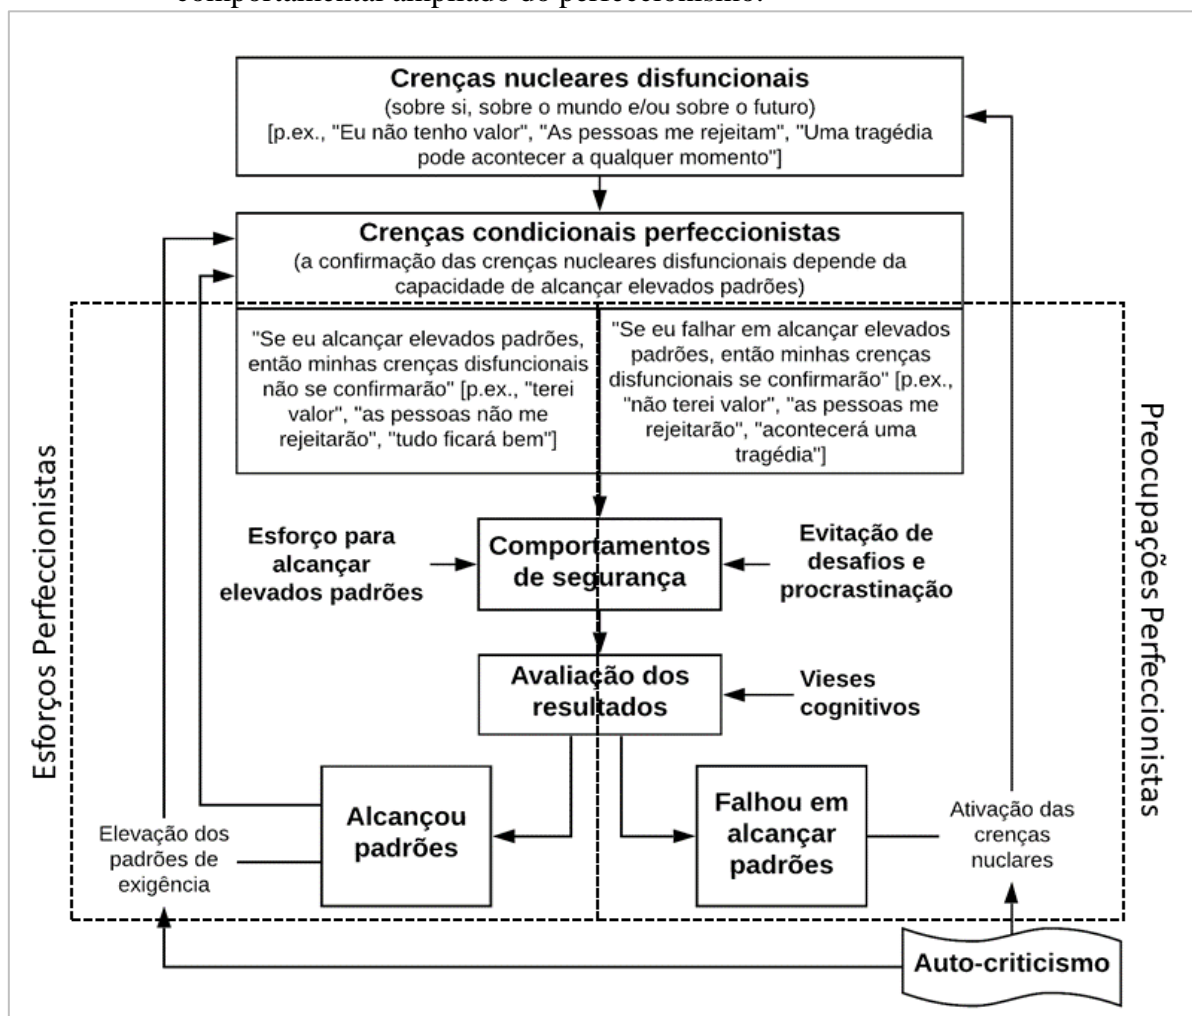 comportamental ampliado do perfeccionismo.
Crenças nucleares disfuncionais
(sobre si, sobre o mundo e/ou sobre o futuro)
[p.ex., "Eu não tenho valor", "As pessoas me rejeitam", "Uma tragédia
pode acontecer a qualquer momento"]
Crenças condicionais perfeccionistas
(a confirmação das crenças nucleares disfuncionais depende da
capacidade de alcançar elevados padrões)
"Se eu alcançar elevados padrões,
então minhas crenças disfuncionais
não se confirmarão" [p.ex., "terei
valor", "as pessoas não me
rejeitarão", "tudo ficará bem"]
"Se eu falhar em alcançar elevados
padrões, então minhas crenças
disfuncionais se confirmarão" [p.ex.,
"não terei valor", "as pessoas me
rejeitarão", "acontecerá uma
tragédia"]
Esforços Perfeccionistas
Preocupações Perfeccionistas
Esforço para
alcançar
elevados padrões
Comportamentos
de segurança
Evitação de
desafios e
procrastinação
Avaliação dos
resultados
Vieses
cognitivos
Alcançou
padrões
Falhou em
alcançar
padrões
Elevação dos
padrões de
exigência
Ativação das
crenças
nuclares
Auto-criticismo